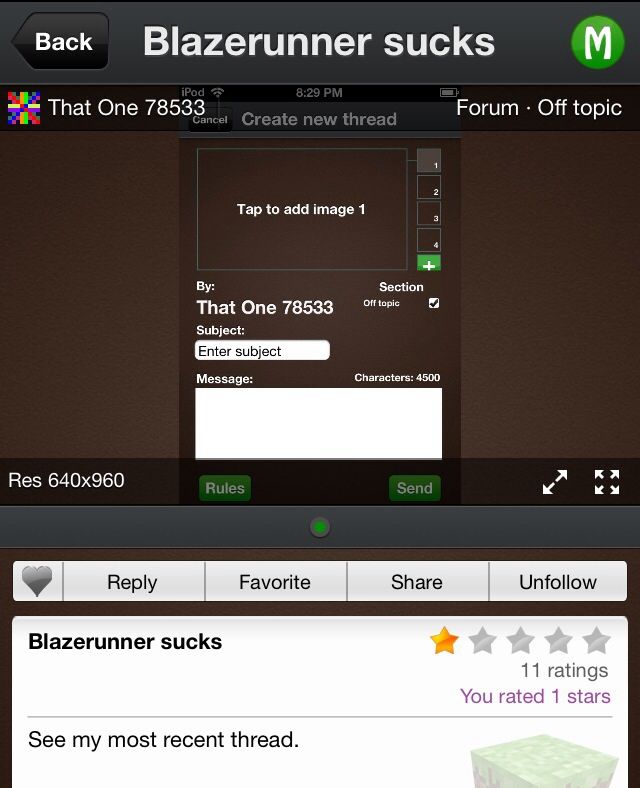 Back
Blazerunner sucks
M
iPod
8:29 PM
That One 78533
Forum · Off topic
Cancel
Create new thread
Tap to add image 1
1
2
3
4
+
By:
Section
That One 78533
Off topic
Subject:
Enter subject
Message:
Characters: 4500
Res 640x960
Rules
Send
Reply
Favorite
Share
Unfollow
Blazerunner sucks
11 ratings
You rated 1 stars
See my most recent thread.